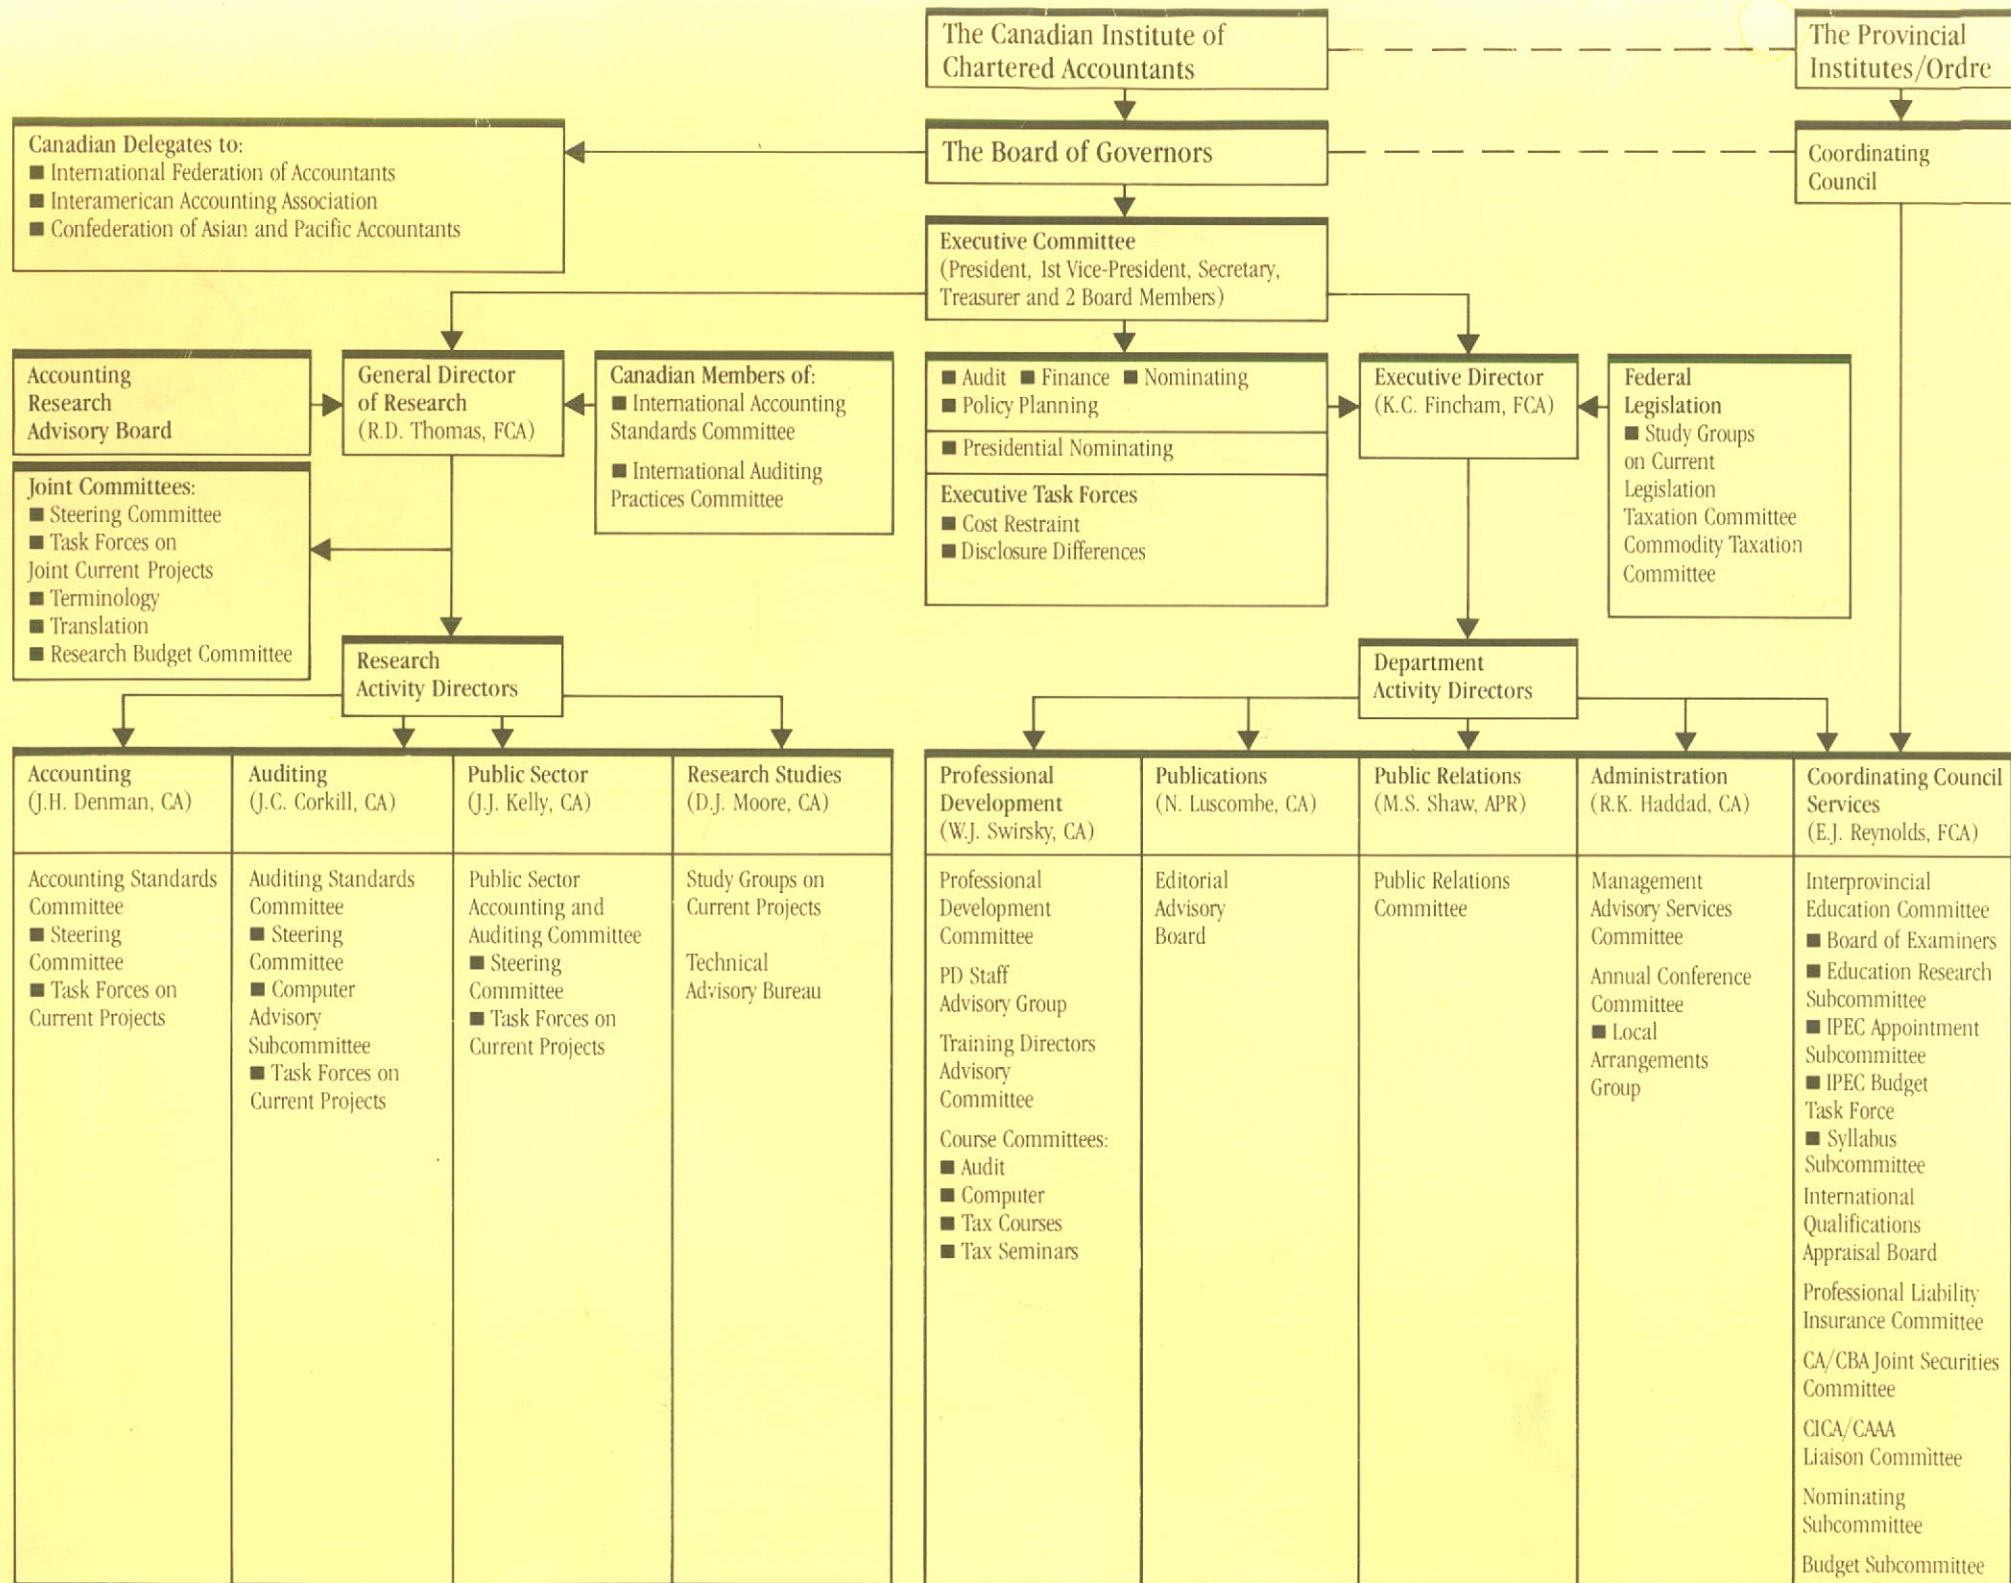 The Canadian Institute of
Chartered Accountants
The Provincial
Institutes/Ordre
Canadian Delegates to:
■ International Federation of Accountants
■ Interamerican Accounting Association
■ Confederation of Asian and Pacific Accountants
The Board of Governors
Coordinating
Council
Executive Committee
(President, 1st Vice-President, Secretary,
Treasurer and 2 Board Members)
Accounting
Research
Advisory Board
General Director
of Research
(R.D. Thomas, FCA)
Canadian Members of:
■ International Accounting
Standards Committee
■ International Auditing
Practices Committee
■ Audit ■ Finance ■ Nominating
■ Policy Planning
■ Presidential Nominating
Executive Task Forces
■ Cost Restraint
■ Disclosure Differences
Executive Director
(K.C. Fincham, FCA)
Federal
Legislation
■ Study Groups
on Current
Legislation
Taxation Committee
Commodity Taxation
Committee
Joint Committees:
■ Steering Committee
■ Task Forces on
Joint Current Projects
■ Terminology
■ Translation
■ Research Budget Committee
Research
Activity Directors
Department
Activity Directors
Accounting
(J.H. Denman, CA)
Accounting Standards
Committee
■ Steering
Committee
■ Task Forces on
Current Projects
Auditing
(J.C. Corkill, CA)
Auditing Standards
Committee
■ Steering
Committee
■ Computer
Advisory
Subcommittee
■ Task Forces on
Current Projects
Public Sector
(J.J. Kelly, CA)
Public Sector
Accounting and
Auditing Committee
■ Steering
Committee
■ Task Forces on
Current Projects
Research Studies
(D.J. Moore, CA)
Study Groups on
Current Projects
Technical
Advisory Bureau
Professional
Development
(W.J. Swirsky, CA)
Professional
Development
Committee
PD Staff
Advisory Group
Training Directors
Advisory
Committee
Course Committees:
■ Audit
■ Computer
■ Tax Courses
■ Tax Seminars
Publications
(N. Luscombe, CA)
Editorial
Advisory
Board
Public Relations
(M.S. Shaw, APR)
Public Relations
Committee
Administration
(R.K. Haddad, CA)
Management
Advisory Services
Committee
Annual Conference
Committee
■ Local
Arrangements
Group
Coordinating Council
Services
(E.J. Reynolds, FCA)
Interprovincial
Education Committee
■ Board of Examiners
■ Education Research
Subcommittee
■ IPEC Appointment
Subcommittee
■ IPEC Budget
Task Force
■ Syllabus
Subcommittee
International
Qualifications
Appraisal Board
Professional Liability
Insurance Committee
CA/CBA Joint Securities
Committee
CICA/CAAA
Liaison Committee
Nominating
Subcommittee
Budget Subcommittee